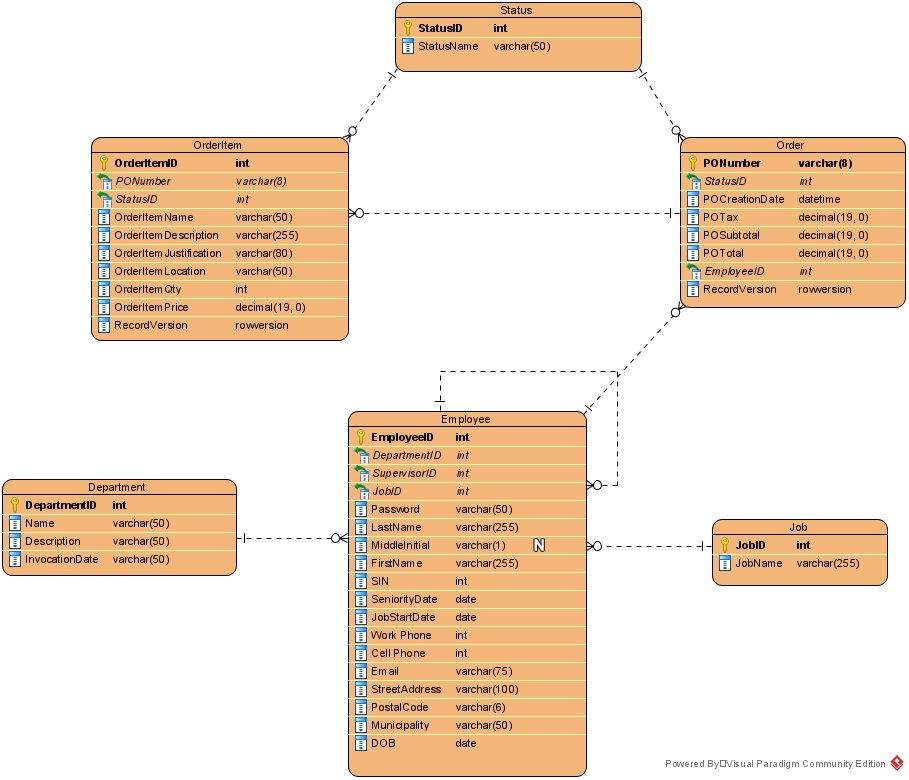 Status
StatusID int
StatusName varchar(50)
OrderItem
OrderItemID int
PONumber varchar(8)
StatusID int
OrderItemName varchar(50)
OrderItemDescription varchar(255)
OrderItemJustification varchar(80)
OrderItemLocation varchar(50)
OrderItemQty int
OrderItemPrice decimal(19, 0)
RecordVersion rowversion
Order
PONumber varchar(8)
StatusID int
POCreationDate datetime
POTax decimal(19, 0)
POSubtotal decimal(19, 0)
POTotal decimal(19, 0)
EmployeeID int
RecordVersion rowversion
Employee
EmployeeID int
DepartmentID int
SupervisorID int
JobID int
Password varchar(50)
LastName varchar(255)
MiddleInitial varchar(1) N
FirstName varchar(255)
SIN int
SeniorityDate date
JobStartDate date
Work Phone int
Cell Phone int
Email varchar(75)
StreetAddress varchar(100)
PostalCode varchar(6)
Municipality varchar(50)
DOB date
Department
DepartmentID int
Name varchar(50)
Description varchar(50)
InvocationDate varchar(50)
Job
JobID int
JobName varchar(255)
Powered By Visual Paradigm Community Edition